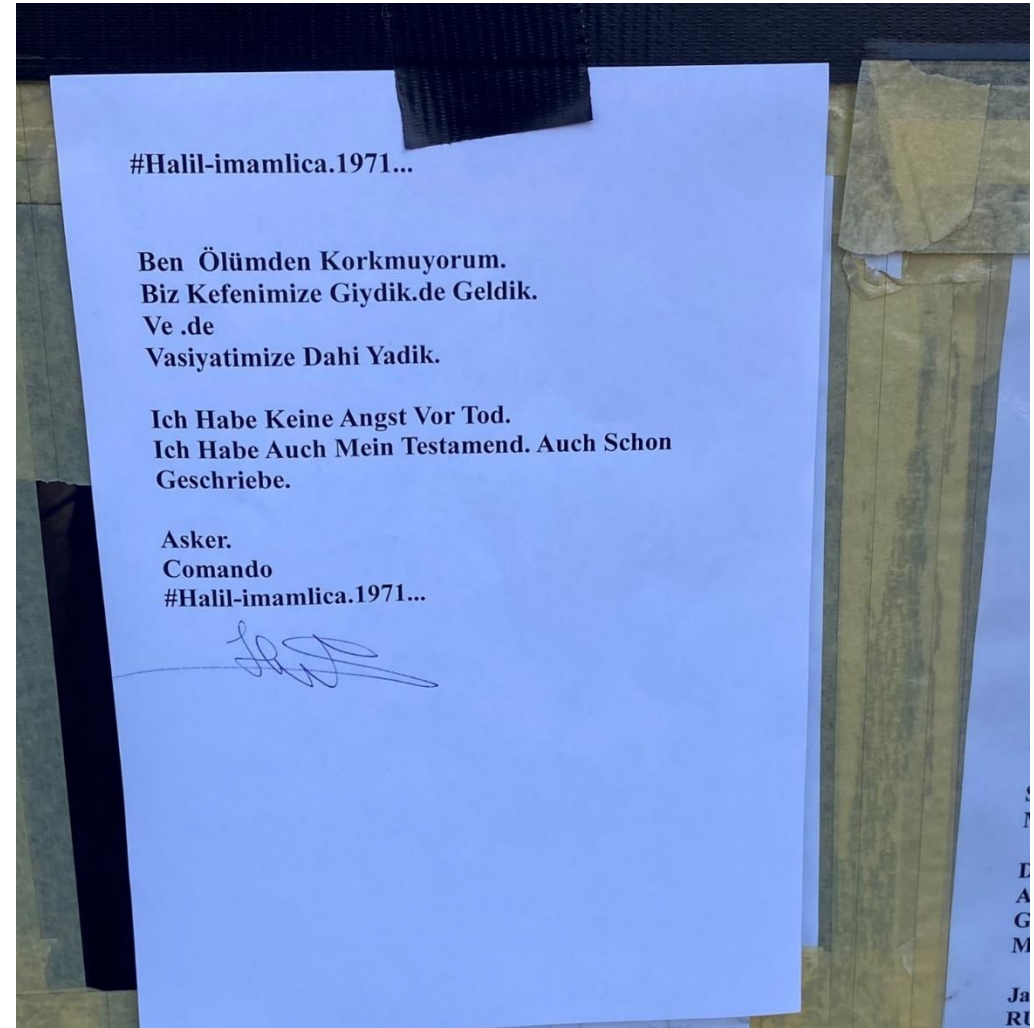 #Halil-imamlica.1971...
Ben Ölümden Korkmuyorum.
Biz Kefenimize Giydik.de Geldik.
Ve .de
Vasiyatimize Dahi Yadik.
Ich Habe Keine Angst Vor Tod.
Ich Habe Auch Mein Testamend. Auch Schon
Geschriebe.
Asker.
Comando
#Halil-imamlica.1971...